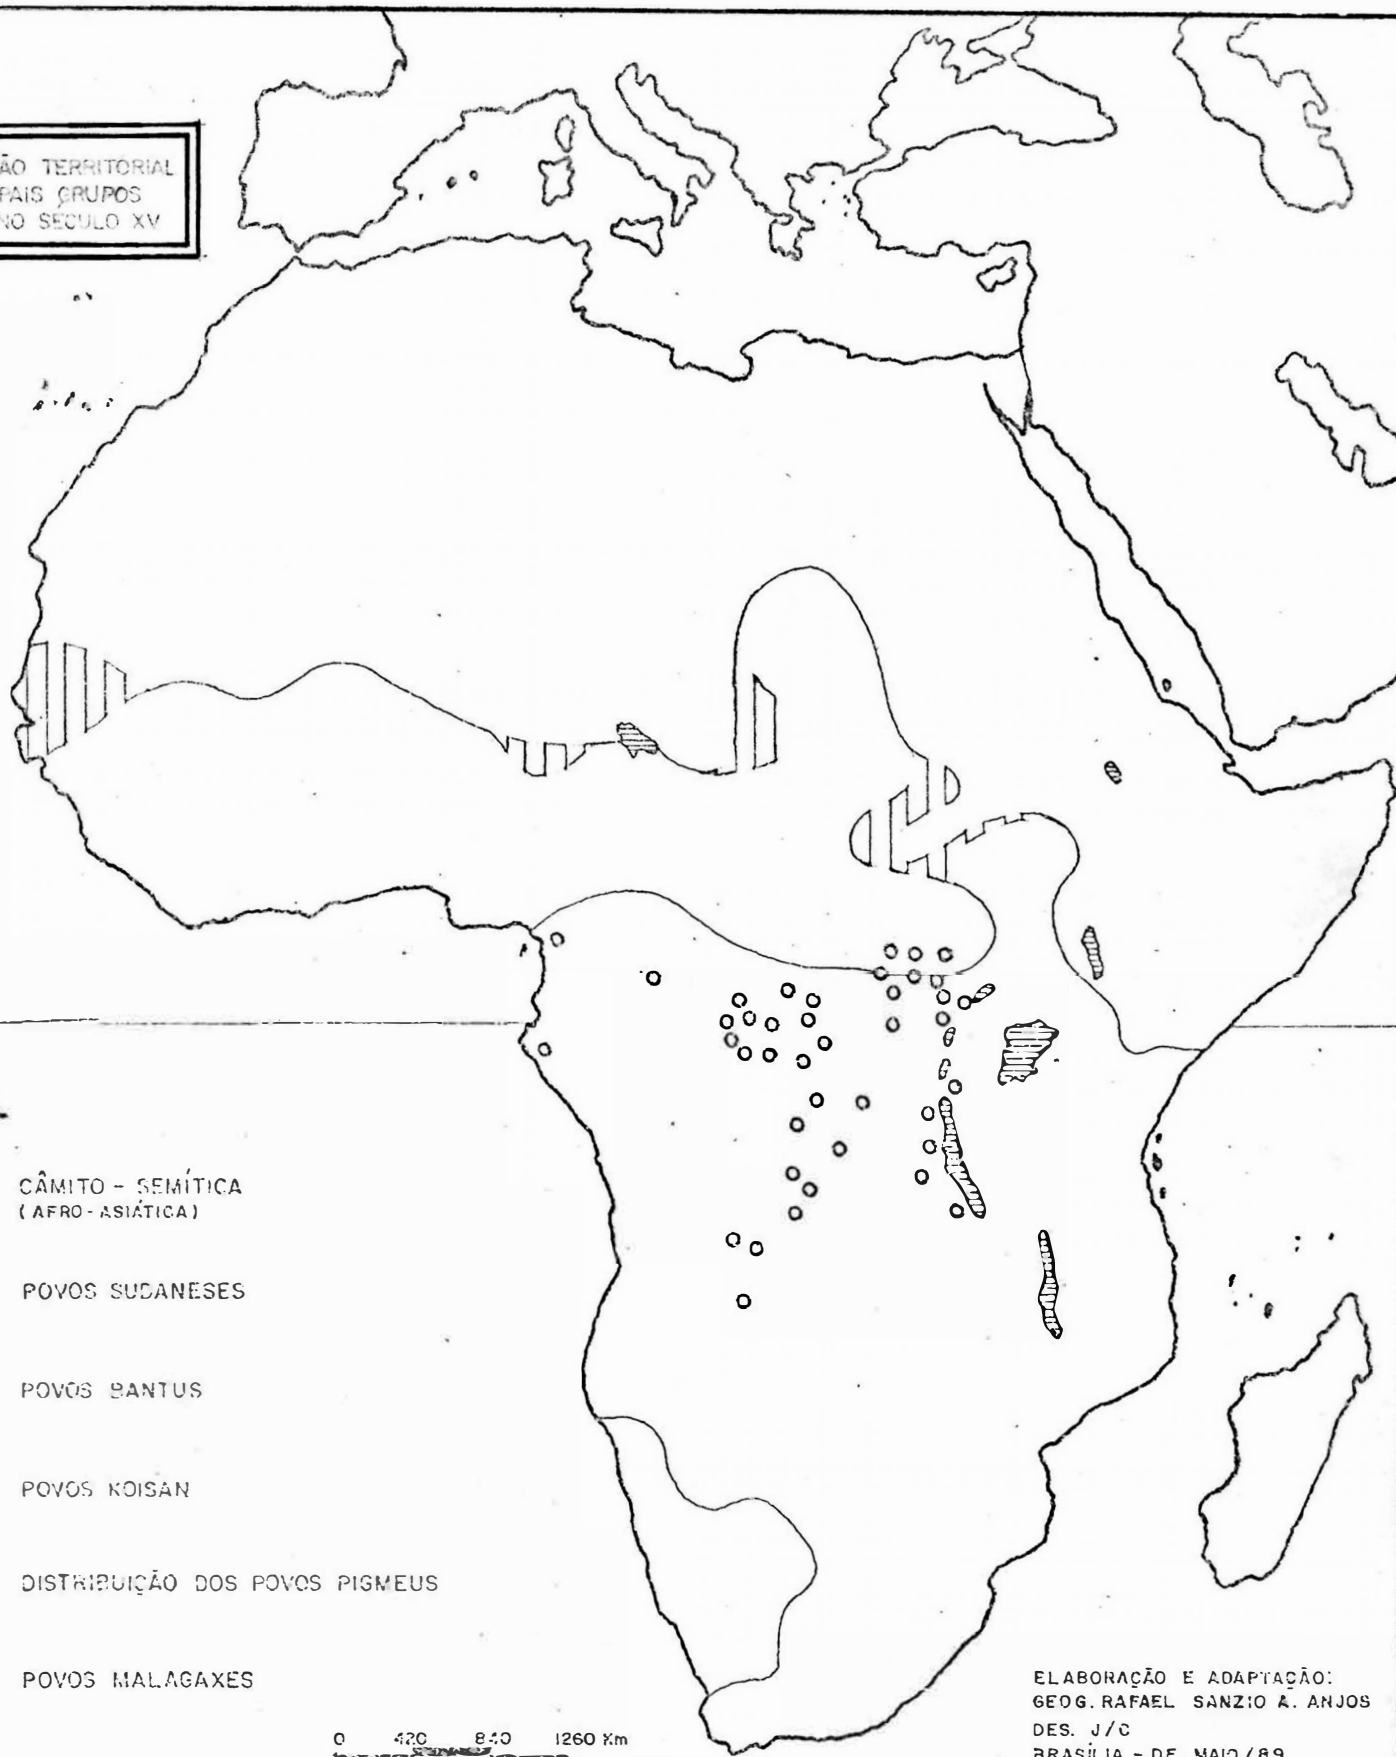 ÃO TERRITORIAL
PAIS GRUPOS
NO SÉCULO XV
CÂMITO - SEMÍTICA
(AFRO-ASIÁTICA)
POVOS SUDANESES
POVOS BANTUS
POVOS KOISAN
DISTRIBUIÇÃO DOS POVOS PIGMEUS
POVOS MALAGAXES
0 420 840 1260 Km
ELABORAÇÃO E ADAPTAÇÃO:
GEOG. RAFAEL SANZIO A. ANJOS
DES. J/C
BRASÍLIA - DF MAIO/89